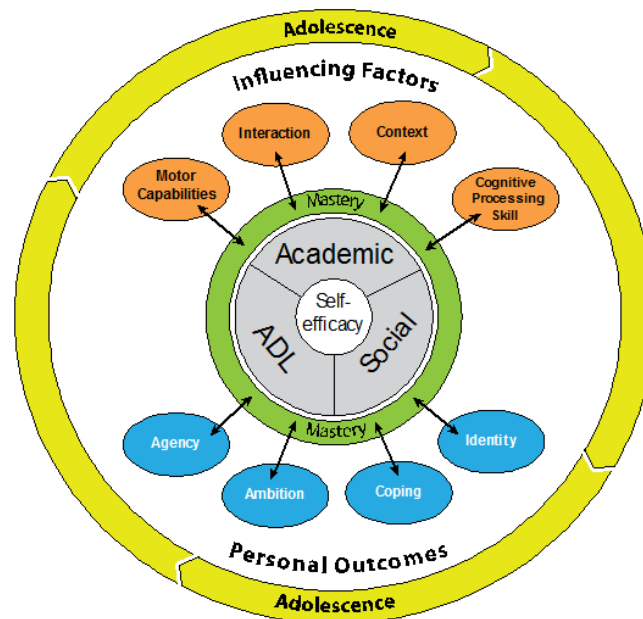 Adolescence
Influencing Factors
Interaction
Context
Motor
Capabilities
Cognitive
Processing
Skill
Mastery
Academic
Self-
efficacy
ADL
Social
Mastery
Agency
Identity
Ambition
Coping
Personal Outcomes
Adolescence